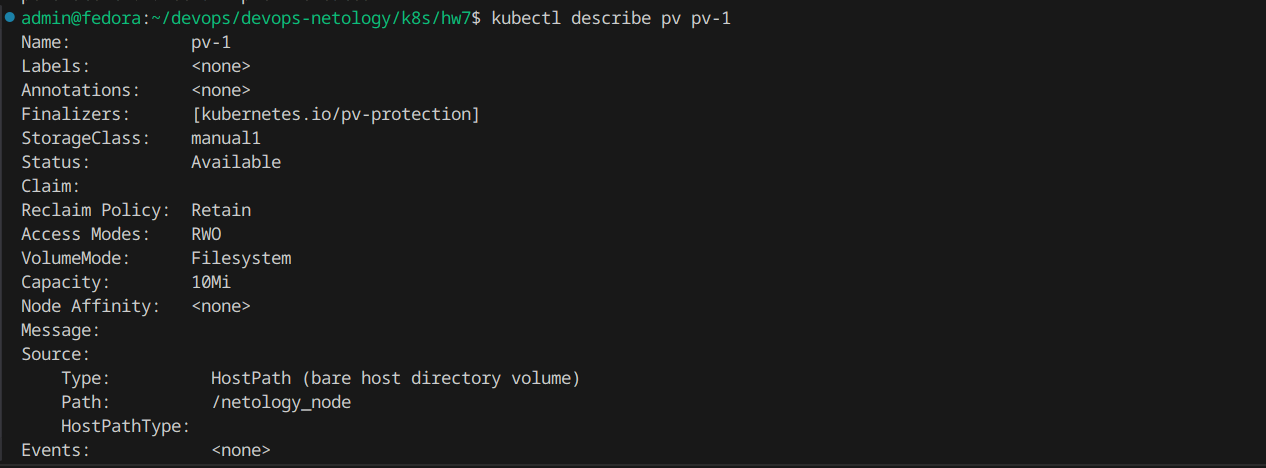 admin@fedora:~/devops/devops-netology/k8s/hw7$ kubectl describe pv pv-1
Name:            pv-1
Labels:          <none>
Annotations:     <none>
Finalizers:      [kubernetes.io/pv-protection]
StorageClass:    manual1
Status:          Available
Claim:
Reclaim Policy:  Retain
Access Modes:    RWO
VolumeMode:      Filesystem
Capacity:        10Mi
Node Affinity:   <none>
Message:
Source:
    Type:          HostPath (bare host directory volume)
    Path:          /netology_node
    HostPathType:
Events:            <none>